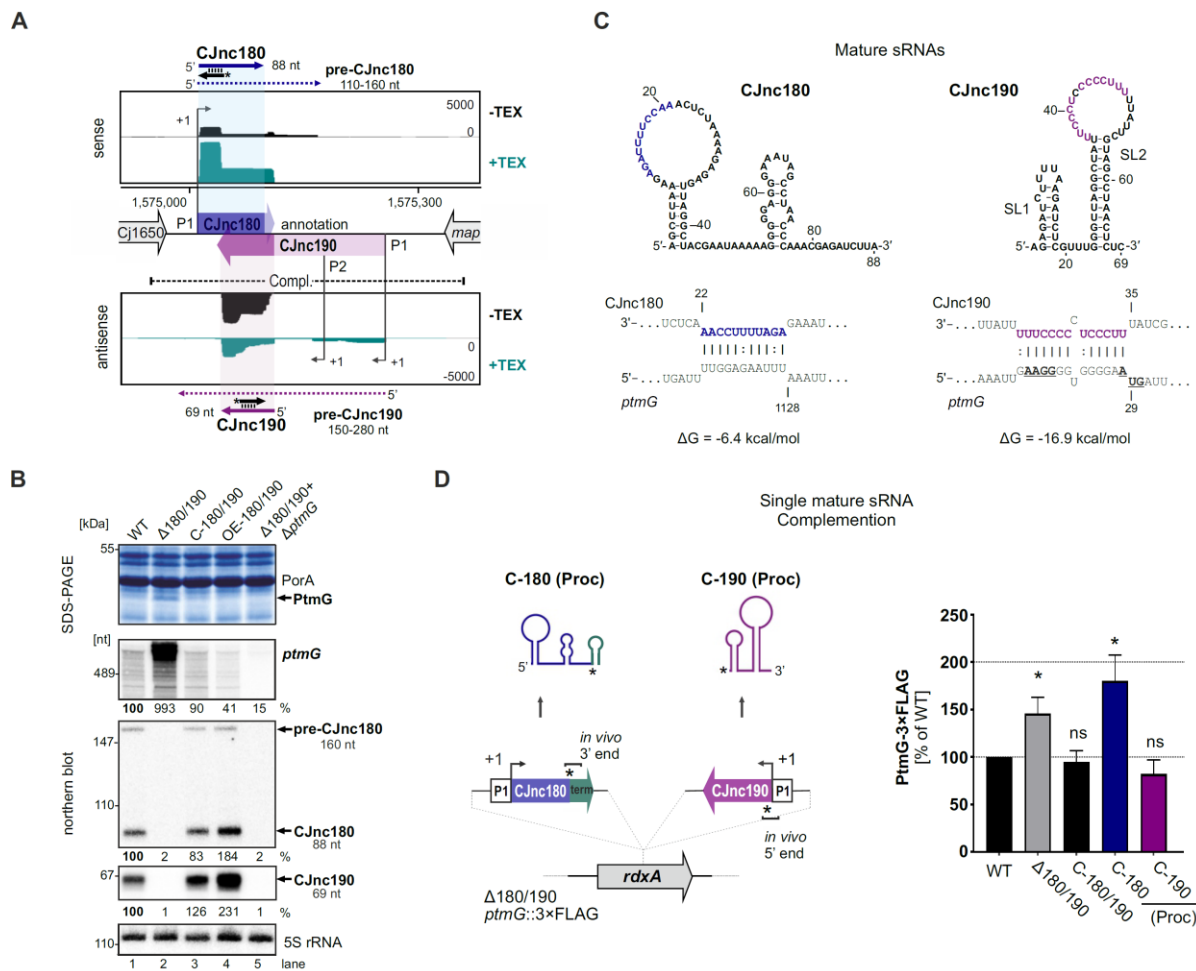 A
CJnc180
5' 88 nt
*
5' pre-CJnc180
110-160 nt
sense
+1
5000
0
-TEX
+TEX
1,575,000 1,575,300
P1
Cj1650 CJnc180 annotation map
CJnc190 P1
P2
Compl.
antisense
-TEX
0
+TEX
+1 +1
-5000
5'
*
69 nt 5' pre-CJnc190
CJnc190 150-280 nt
B
WT Δ180/190 C-180/190 OE-180/190 Δ180/190+ΔptmG
[kDa]
SDS-PAGE
55
PorA
PtmG
[nt]
ptmG
489
100 993 90 41 15 %
northern blot
pre-CJnc180
160 nt
147
110
CJnc180
88 nt
100 2 83 184 2 %
67
CJnc190
69 nt
100 1 126 231 1 %
110 5S rRNA
1 2 3 4 5 lane
C
Mature sRNAs
CJnc180
20
40
60
80
5'- -3'
UACGAAUAAAAAG CAAACGAGAUCUUA
88
CJnc190
40
SL2
60
SL1
5'- -3'
CGUUUG CUC
20 69
CJnc180 22
3'-...UCUCA AACCUUUUAGA GAAAU...
5'-...UGAUU UUGGAGAAUUU AAAUU...
ptmG 1128
ΔG = -6.4 kcal/mol
CJnc190 35
3'-...UUAUU UUUCCCC C UCCCUU UAUCG...
5'-...AAAUU GAAGGGG U GGGGAA UGAUU...
ptmG 29
ΔG = -16.9 kcal/mol
D
Single mature sRNA
Complemention
C-180 (Proc) C-190 (Proc)
5' * * 3'
in vivo
3' end
+1 * +1
P1 CJnc180 term CJnc190 P1
*
in vivo
5' end
rdxA
Δ180/190
ptmG::3×FLAG
PtmG-3×FLAG
[% of WT]
250
200
150
100
50
0
* ns * ns
WT Δ180/190 C-180/190 C-180 C-190
(Proc)